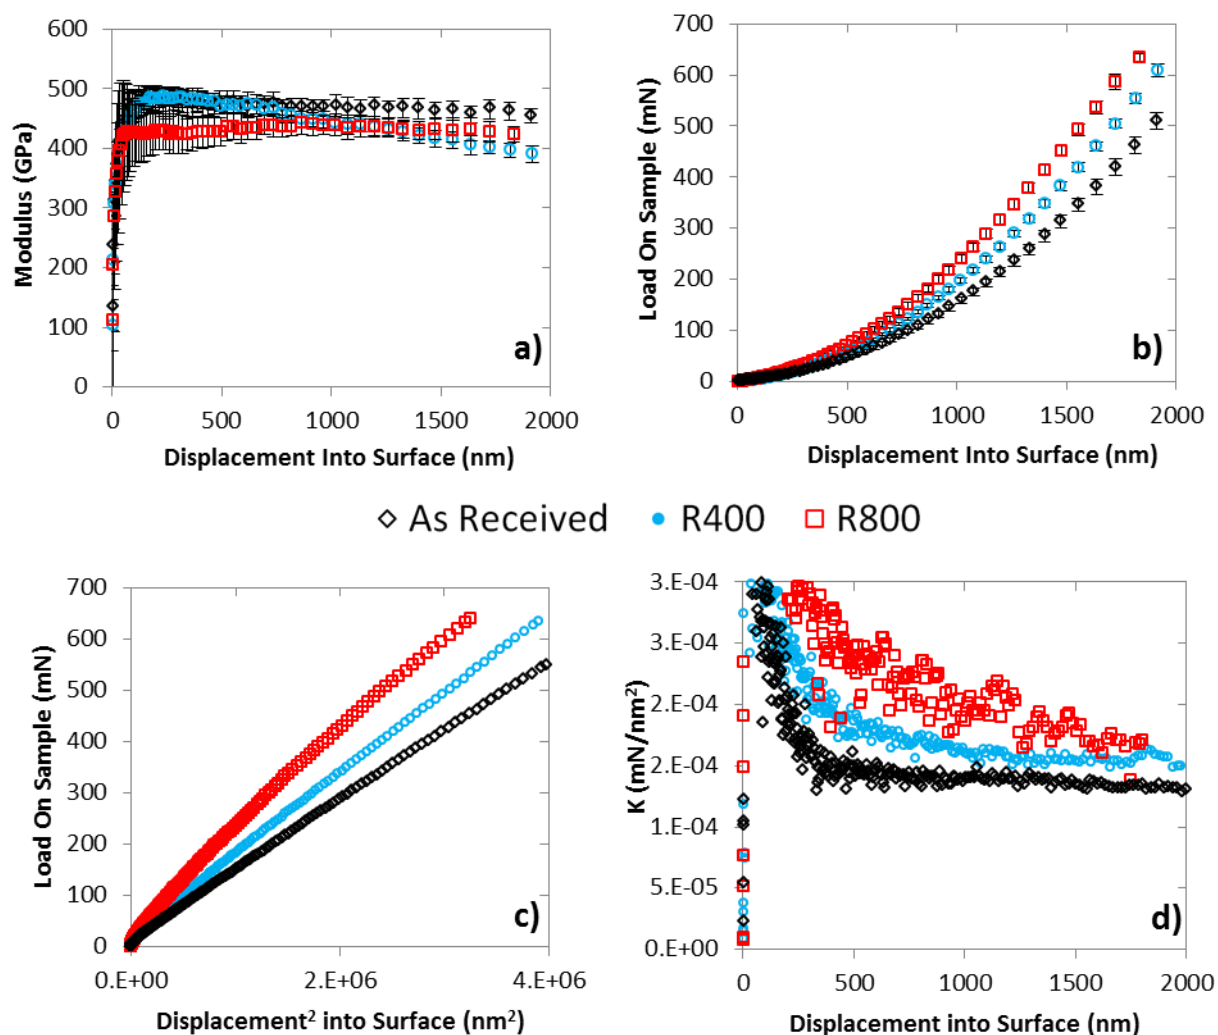 600
500
400
300
200
100
0
Modulus (GPa)
0 500 1000 1500 2000
Displacement Into Surface (nm)
a)
700
600
500
400
300
200
100
0
Load On Sample (mN)
0 500 1000 1500 2000
Displacement Into Surface (nm)
b)
As Received R400 R800
700
600
500
400
300
200
100
0
Load On Sample (mN)
0.E+00 2.E+06 4.E+06
Displacement² into Surface (nm²)
c)
3.E-04
3.E-04
2.E-04
2.E-04
1.E-04
5.E-05
0.E+00
K (mN/nm²)
0 500 1000 1500 2000
Displacement into Surface (nm)
d)